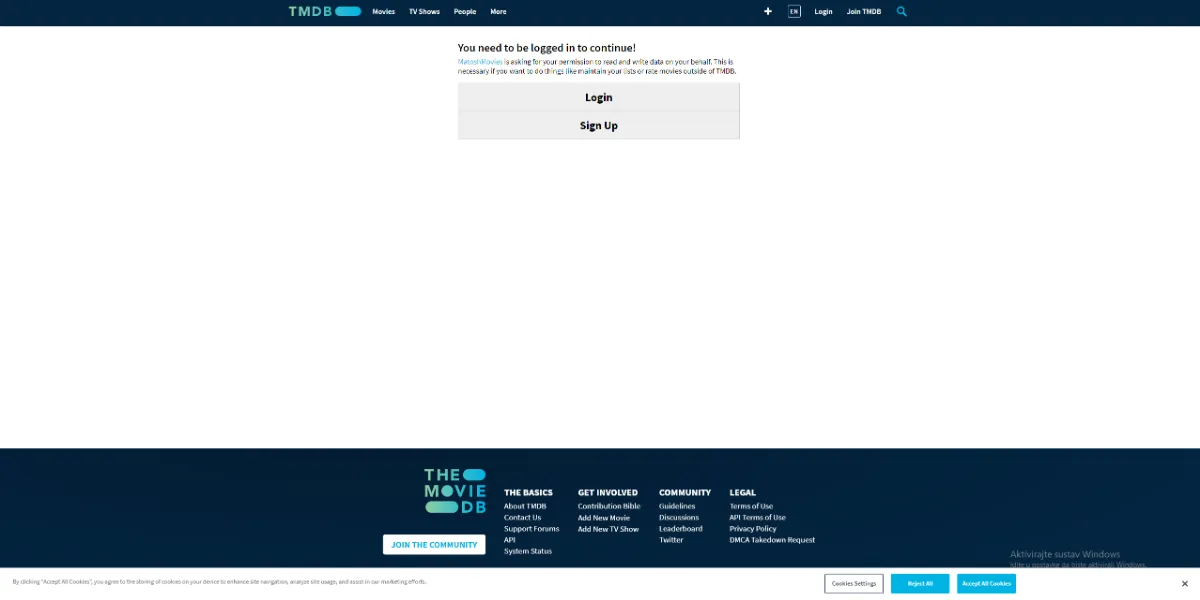 TMDB
Movies TV Shows People More
EN Login Join TMDB
You need to be logged in to continue!
MatoshMovies is asking for your permission to read and write data on your behalf. This is
necessary if you want to do things like maintain your lists or rate movies outside of TMDB.
Login
Sign Up
THE
MOVIE
DB
JOIN THE COMMUNITY
THE BASICS
About TMDB
Contact Us
Support Forums
API
System Status
GET INVOLVED
Contribution Bible
Add New Movie
Add New TV Show
COMMUNITY
Guidelines
Discussions
Leaderboard
Twitter
LEGAL
Terms of Use
API Terms of Use
Privacy Policy
DMCA Takedown Request
Aktivirajte sustav Windows
Idite u postavke da biste aktivirali Windows.
By clicking "Accept All Cookies", you agree to the storing of cookies on your device to enhance site navigation, analyze site usage, and assist in our marketing efforts.
Cookies Settings
Reject All
Accept All Cookies